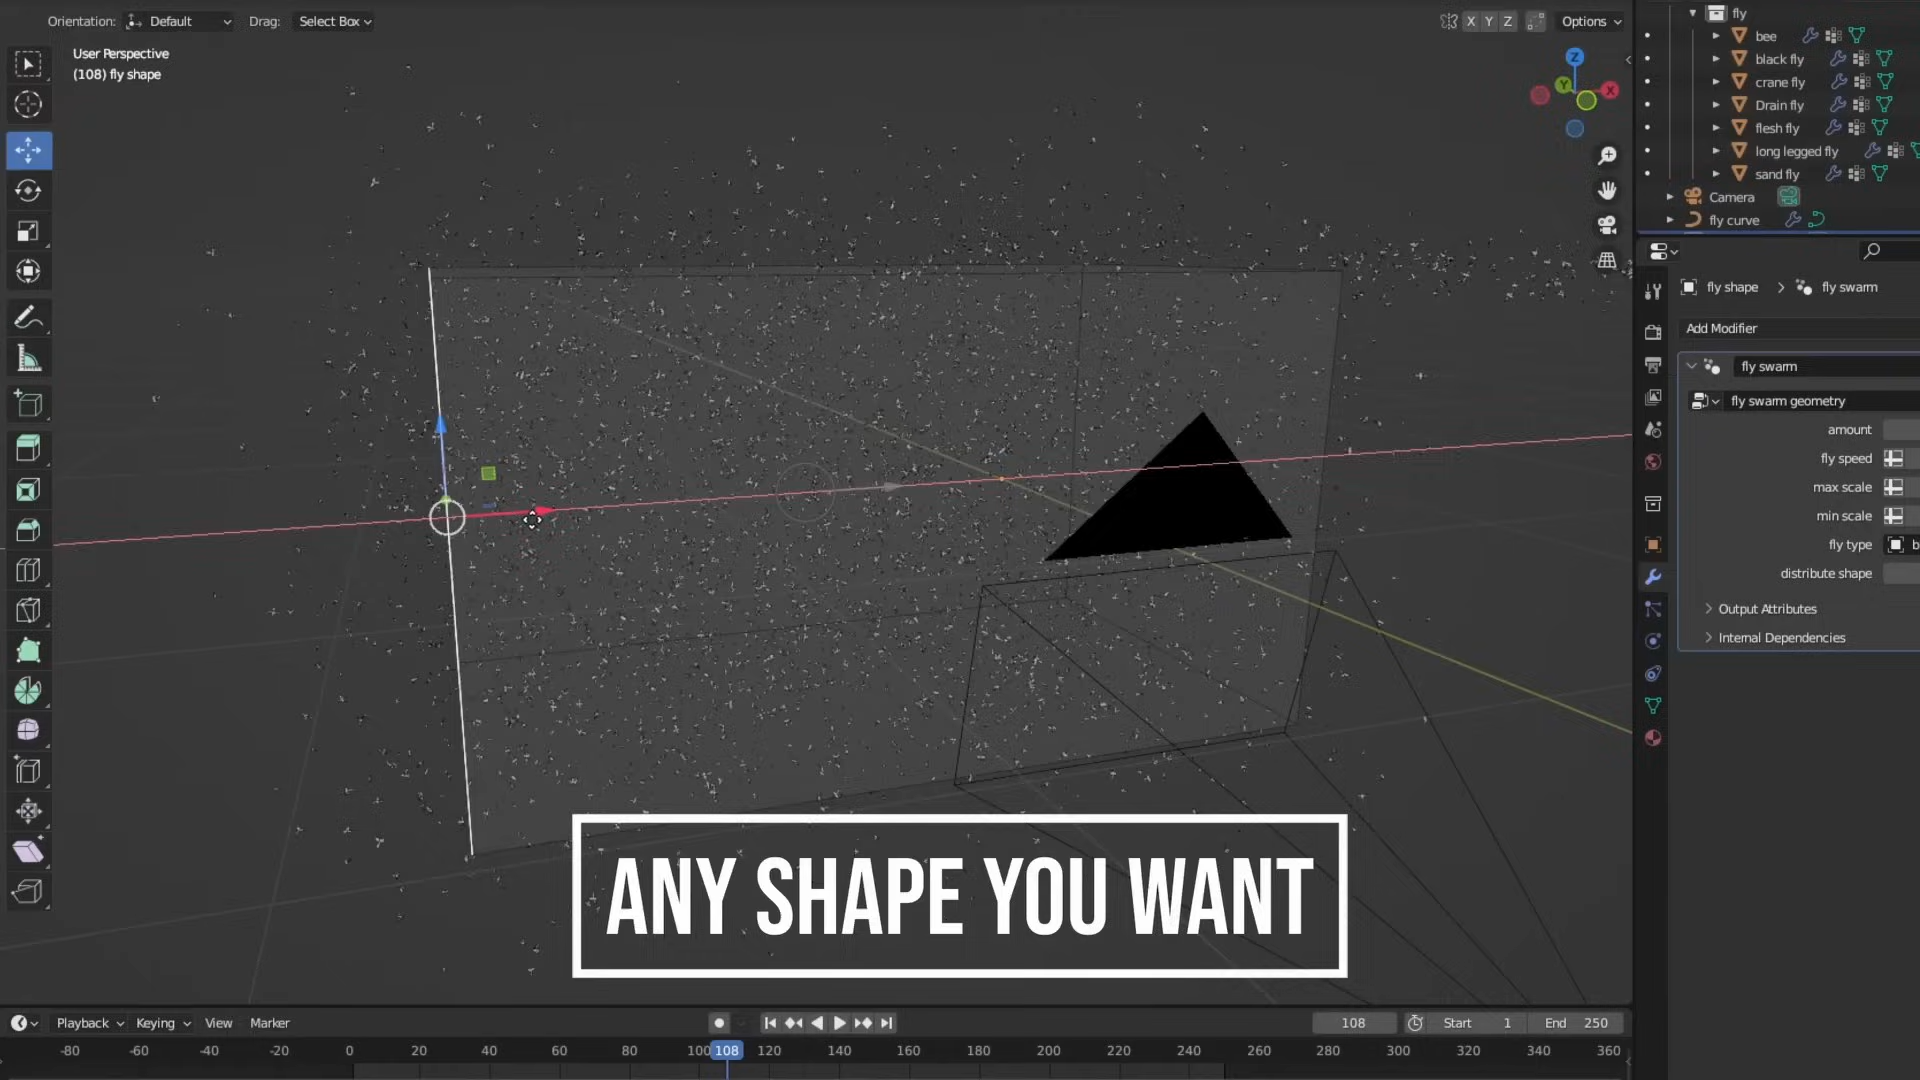 Orientation: Default Drag: Select Box
X Y Z Options
User Perspective
(108) fly shape
Z
Y
X
fly
bee
black fly
crane fly
Drain fly
flesh fly
long legged fly
sand fly
Camera
fly curve
fly shape > fly swarm
Add Modifier
fly swarm
fly swarm geometry
amount
fly speed
max scale
min scale
fly type b
distribute shape
Output Attributes
Internal Dependencies
ANY SHAPE YOU WANT
Playback Keying View Marker
108 Start 1 End 250
-80 -60 -40 -20 0 20 40 60 80 100 108 120 140 160 180 200 220 240 260 280 300 320 340 360